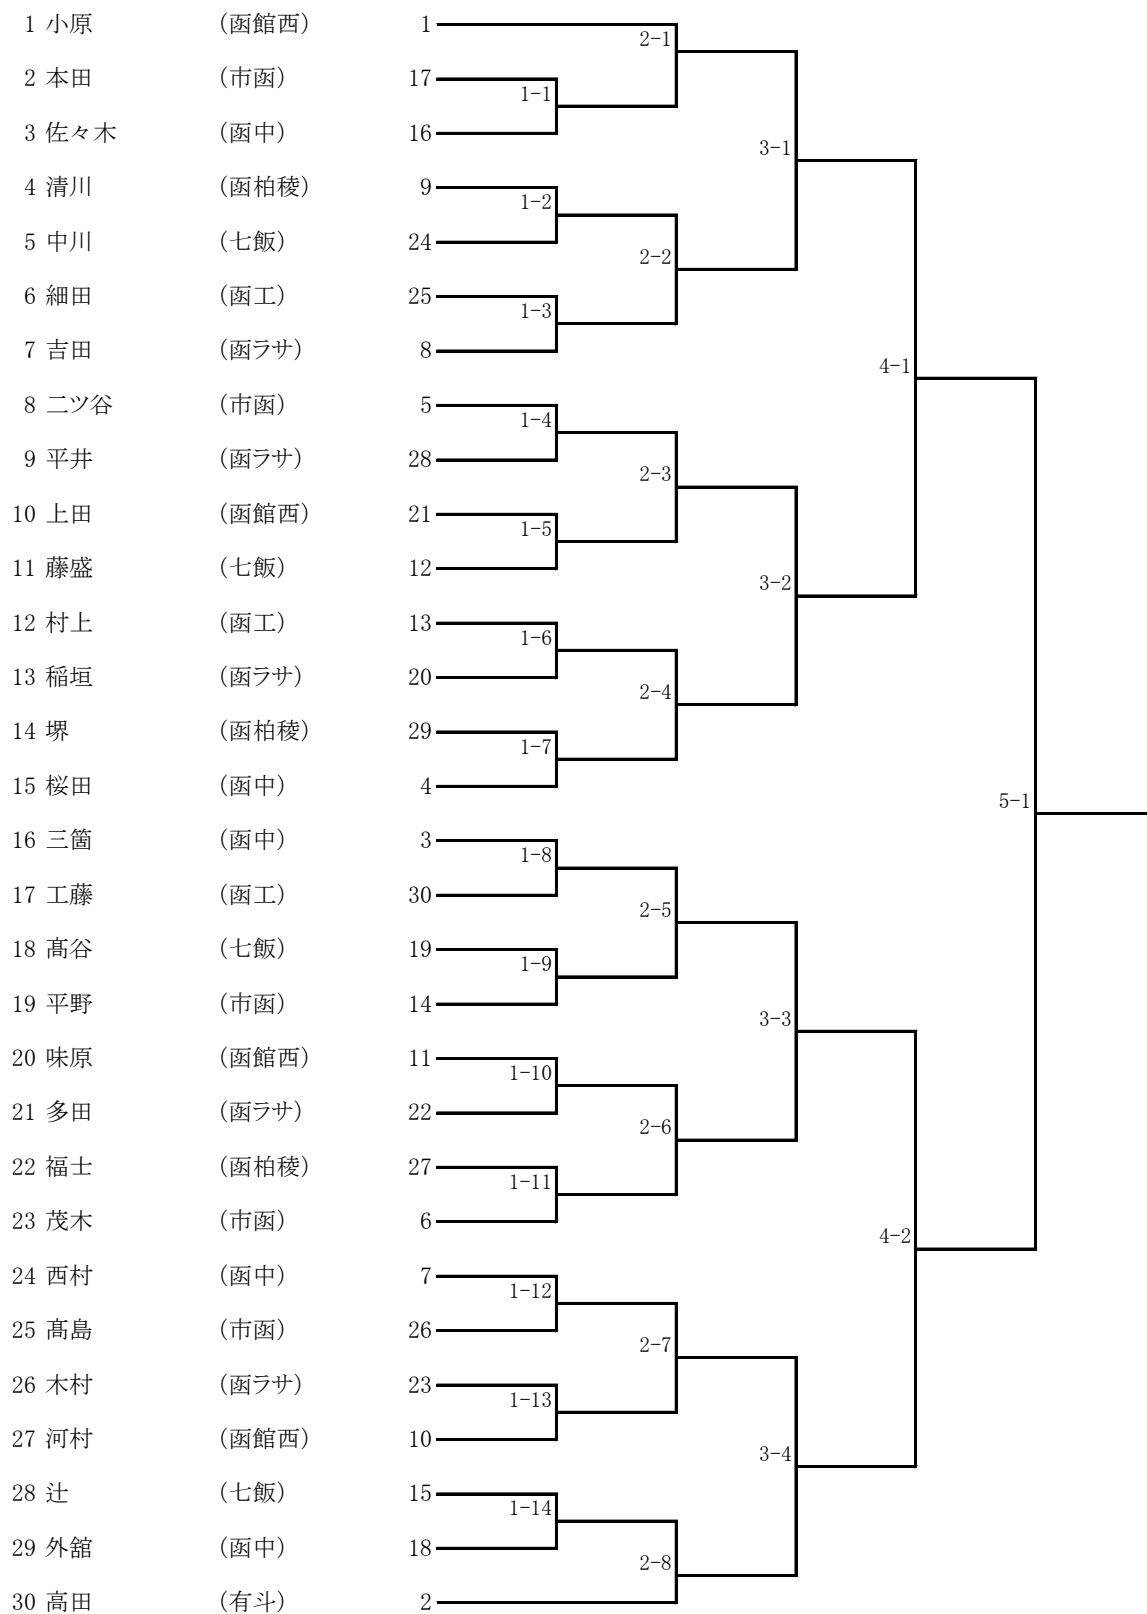 1 小原 （函館西） 1
2-1
2 本田 （市函） 17
1-1
3 佐々木 （函中） 16
3-1
4 清川 （函柏稜） 9
1-2
5 中川 （七飯） 24
2-2
6 細田 （函工） 25
1-3
7 吉田 （函ラサ） 8
4-1
8 二ツ谷 （市函） 5
1-4
9 平井 （函ラサ） 28
2-3
10 上田 （函館西） 21
1-5
11 藤盛 （七飯） 12
3-2
12 村上 （函工） 13
1-6
13 稲垣 （函ラサ） 20
2-4
14 堺 （函柏稜） 29
1-7
15 桜田 （函中） 4
5-1
16 三箇 （函中） 3
1-8
17 工藤 （函工） 30
2-5
18 髙谷 （七飯） 19
1-9
19 平野 （市函） 14
3-3
20 味原 （函館西） 11
1-10
21 多田 （函ラサ） 22
2-6
22 福士 （函柏稜） 27
1-11
23 茂木 （市函） 6
4-2
24 西村 （函中） 7
1-12
25 髙島 （市函） 26
2-7
26 木村 （函ラサ） 23
1-13
27 河村 （函館西） 10
3-4
28 辻 （七飯） 15
1-14
29 外舘 （函中） 18
2-8
30 高田 （有斗） 2